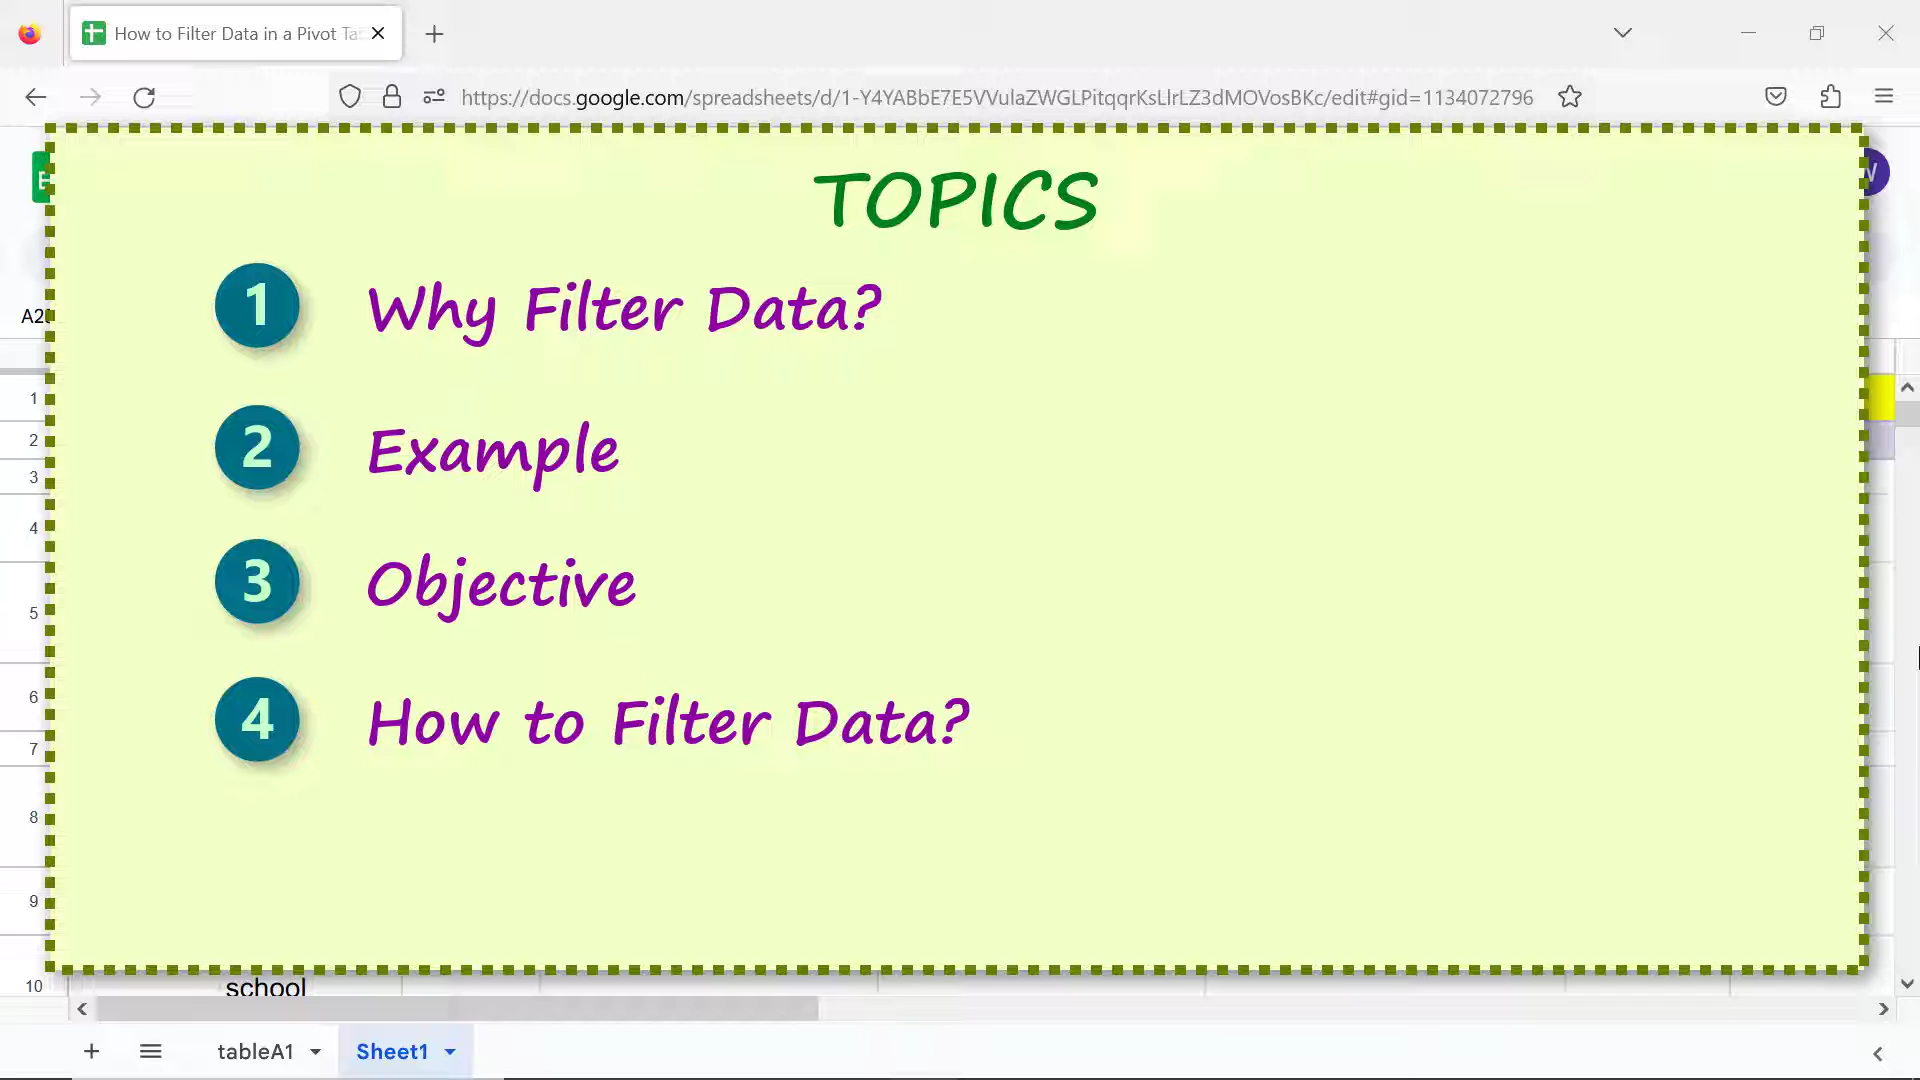 How to Filter Data in a Pivot Ta
https://docs.google.com/spreadsheets/d/1-Y4YABbE7E5VVulaZWGLPitqqrKsLlrLZ3dMOVosBKc/edit#gid=1134072796
TOPICS
1 Why Filter Data?
2 Example
3 Objective
4 How to Filter Data?
A2
1
2
3
4
5
6
7
8
9
10
school
tableA1
Sheet1